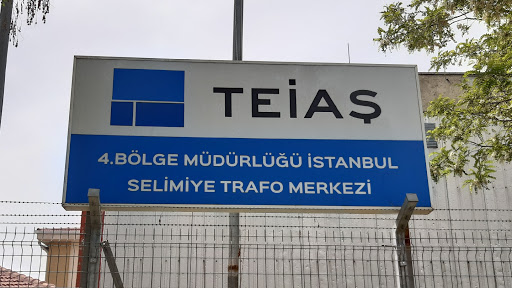 TEİAŞ
4.BÖLGE MÜDÜRLÜĞÜ İSTANBUL
SELİMİYE TRAFO MERKEZİ